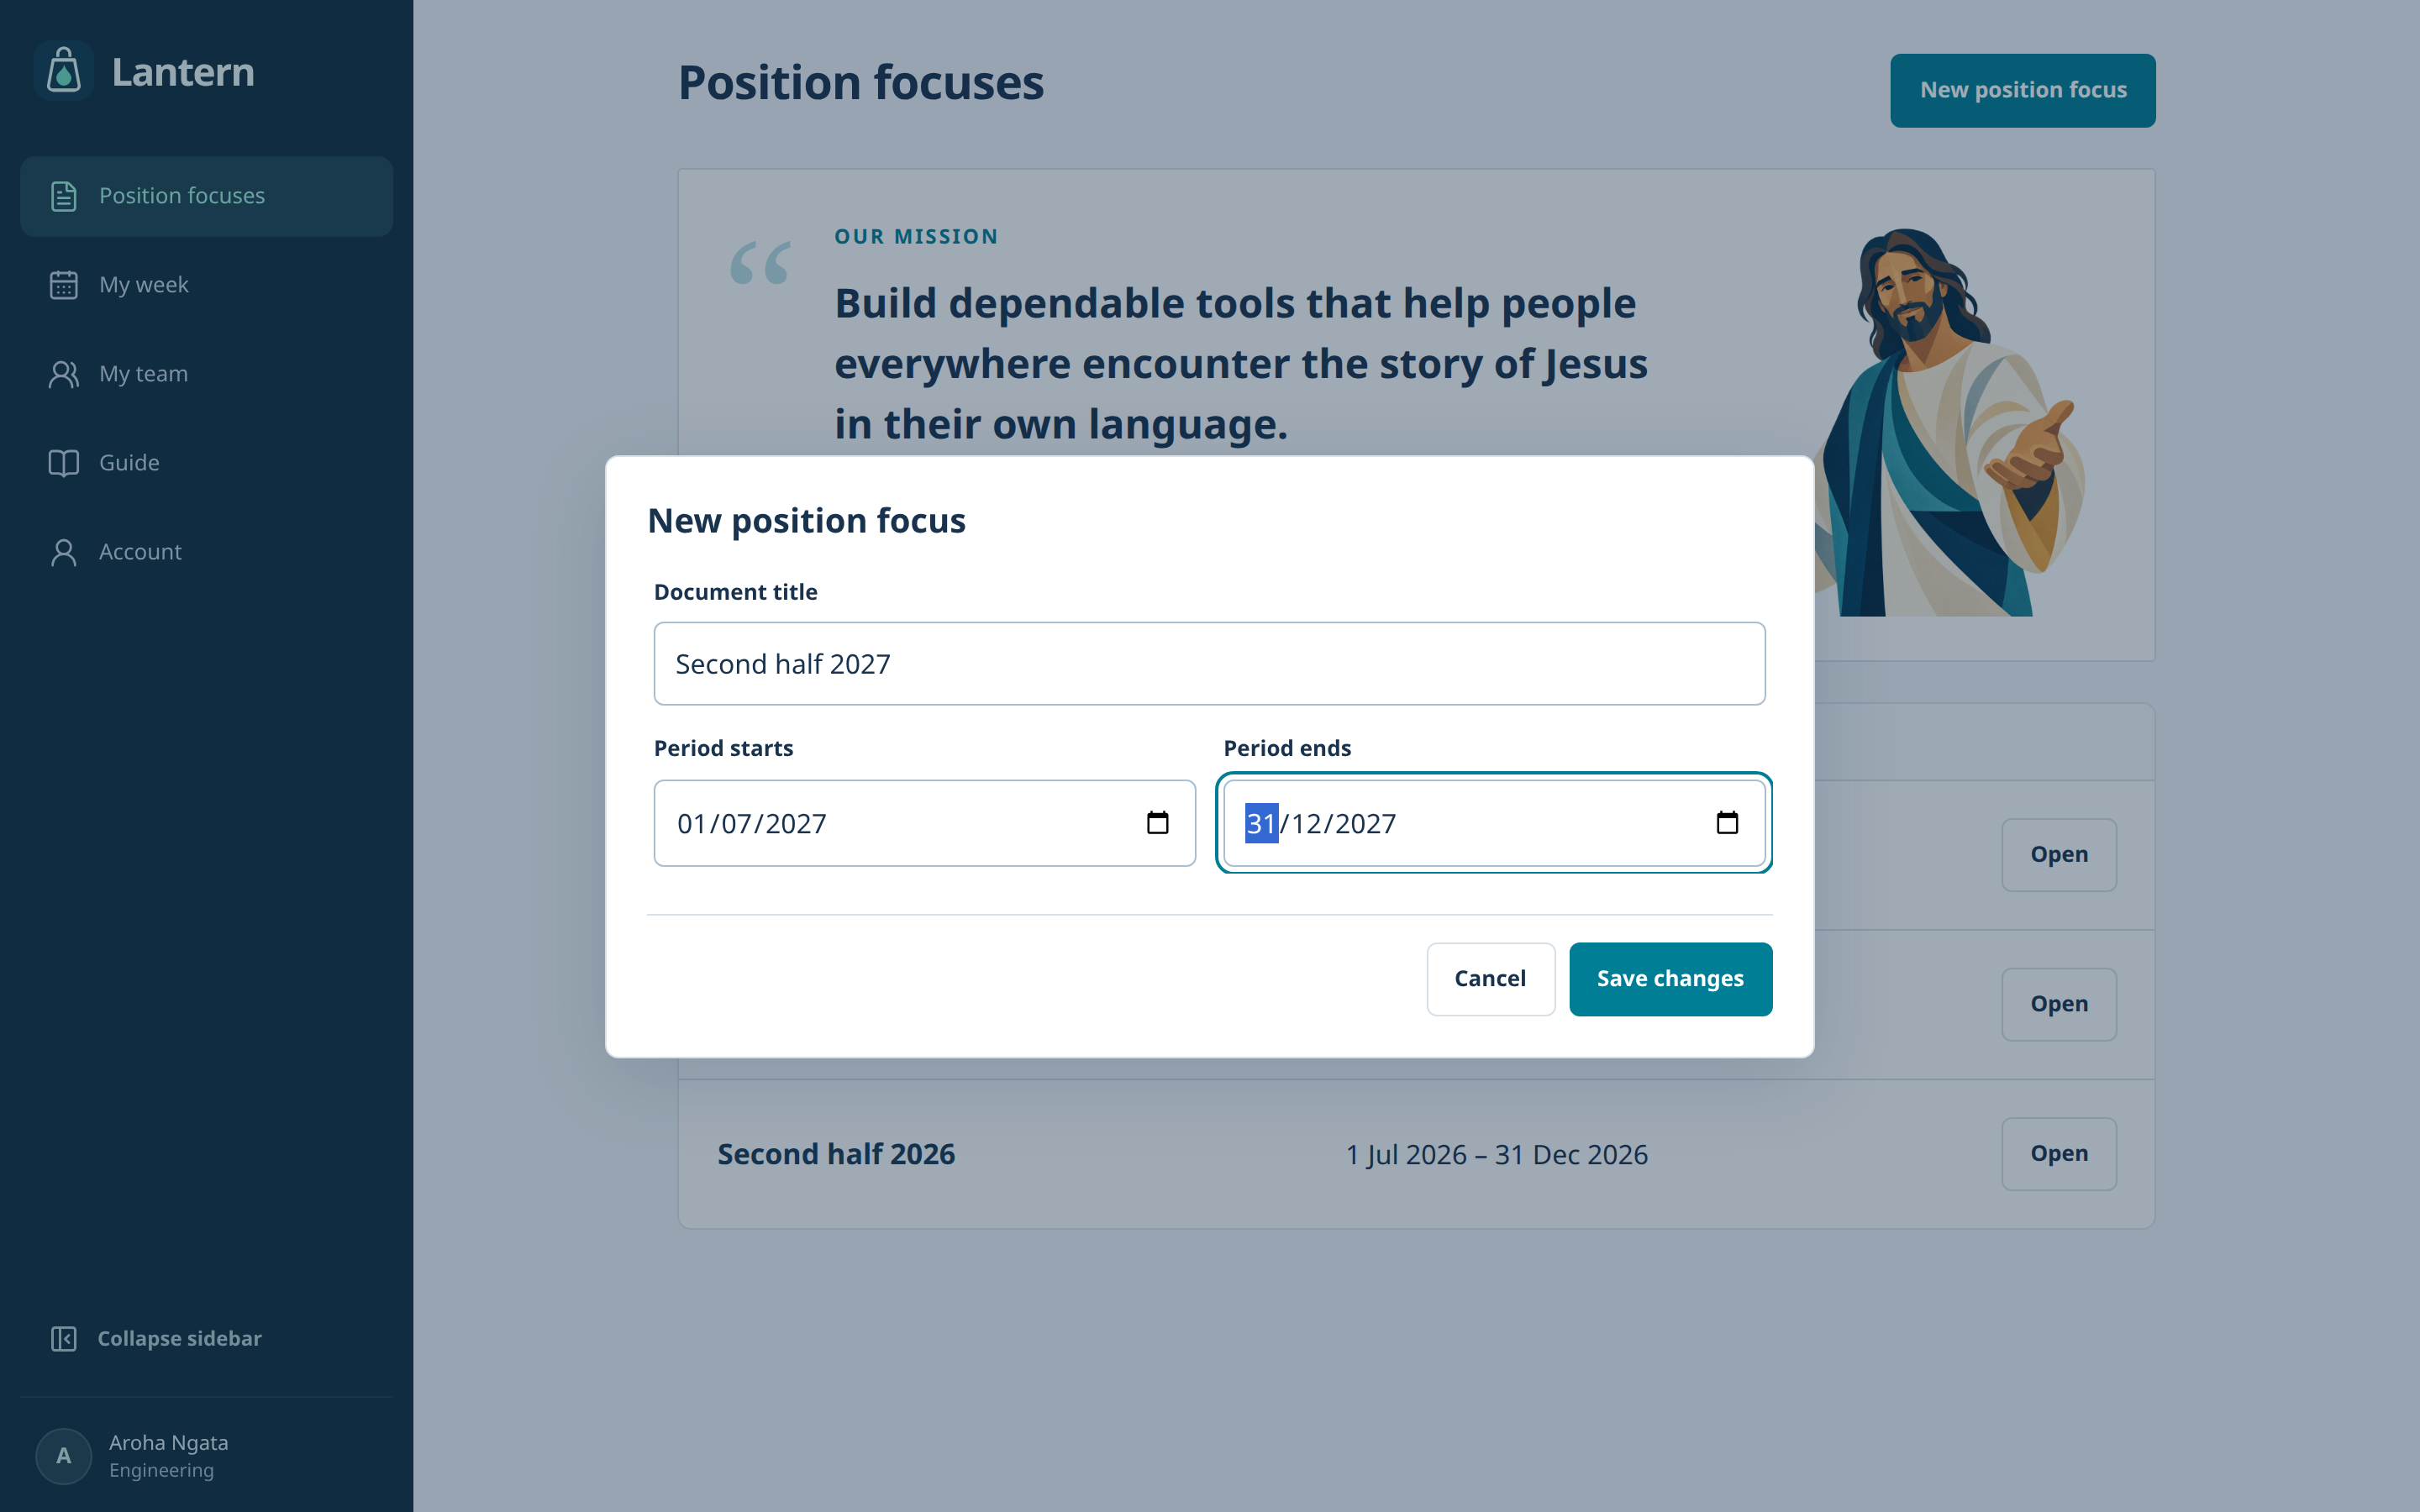 Lantern
Position focuses
My week
My team
Guide
Account
Collapse sidebar
A
Aroha Ngata
Engineering
Position focuses
New position focus
“
OUR MISSION
Build dependable tools that help people
everywhere encounter the story of Jesus
in their own language.
New position focus
Document title
Second half 2027
Period starts
Period ends
01/07/2027
31/12/2027
Cancel
Save changes
Open
Open
Second half 2026
1 Jul 2026 – 31 Dec 2026
Open